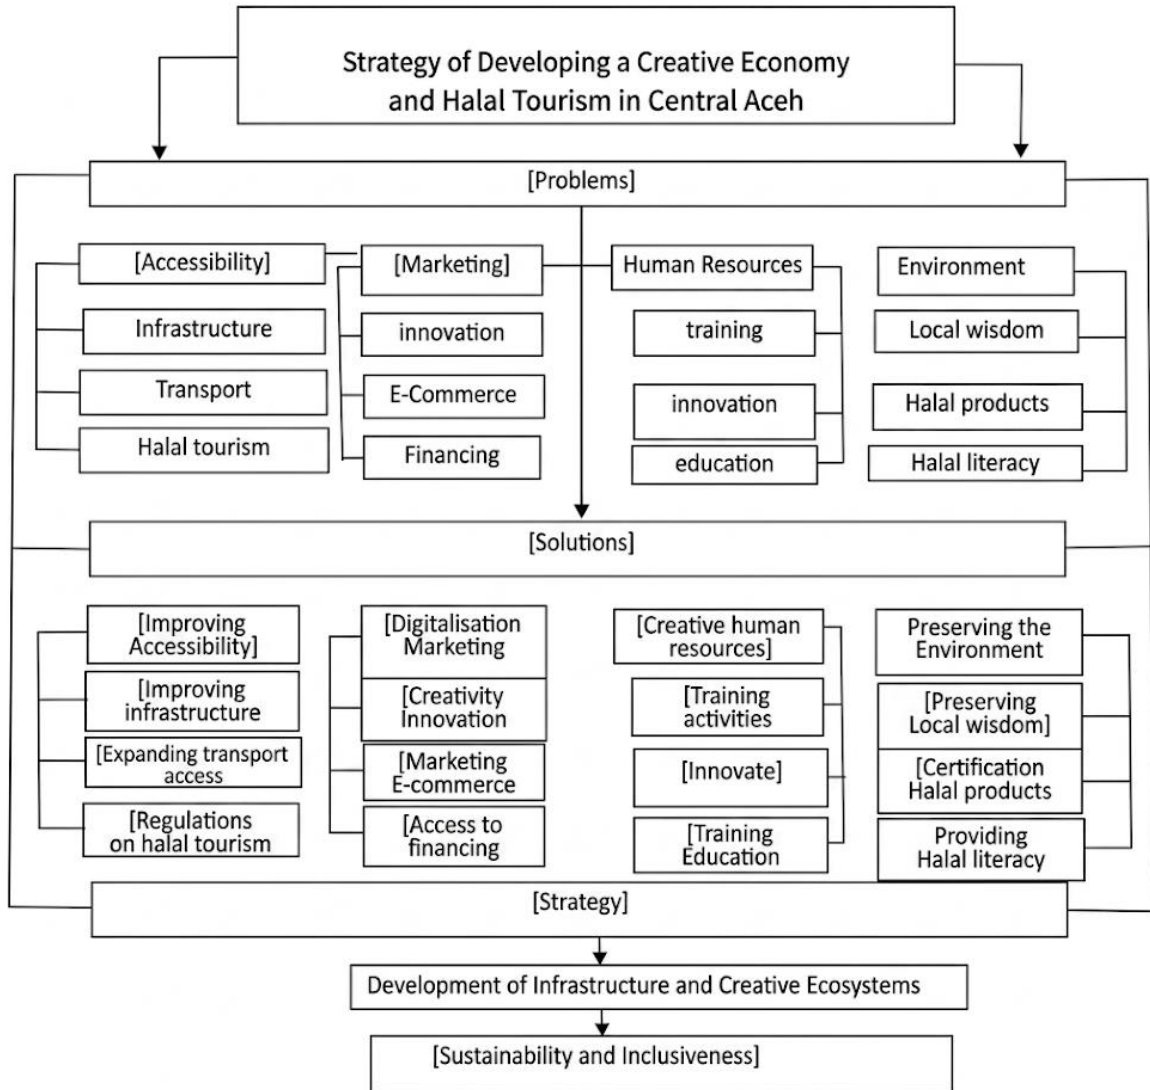 Strategy of Developing a Creative Economy
and Halal Tourism in Central Aceh
[Problems]
[Accessibility]
Infrastructure
Transport
Halal tourism
[Marketing]
innovation
E-Commerce
Financing
Human Resources
training
innovation
education
Environment
Local wisdom
Halal products
Halal literacy
[Solutions]
[Improving
Accessibility]
[Improving
infrastructure
[Expanding transport
access
[Regulations
on halal tourism
[Digitalisation
Marketing
[Creativity
Innovation
[Marketing
E-commerce
[Access to
financing
[Creative human
resources]
[Training
activities
[Innovate]
[Training
Education
Preserving the
Environment
[Preserving
Local wisdom]
[Certification
Halal products
Providing
Halal literacy
[Strategy]
Development of Infrastructure and Creative Ecosystems
[Sustainability and Inclusiveness]